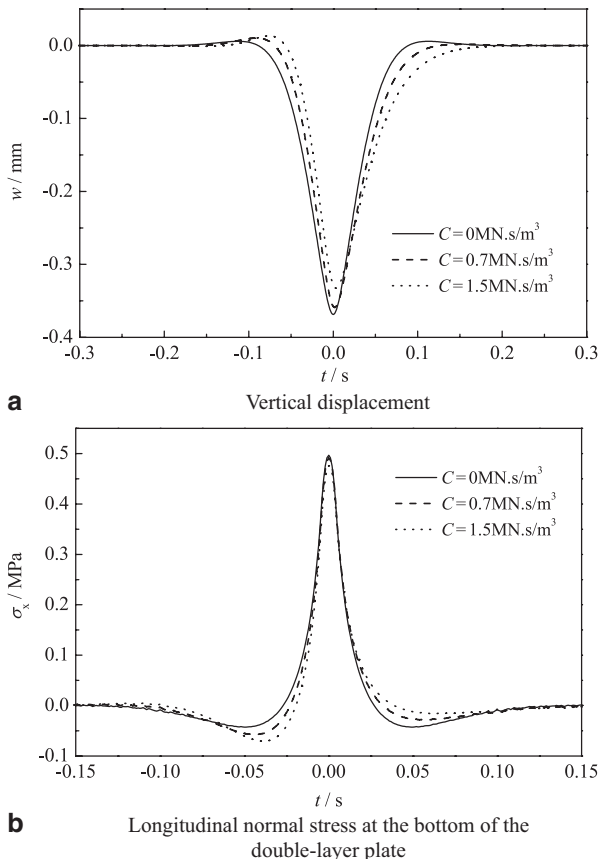 0.0
-0.1
-0.2
-0.3
-0.4
w / mm
C=0MN.s/m³
C=0.7MN.s/m³
C=1.5MN.s/m³
-0.3 -0.2 -0.1 0.0 0.1 0.2 0.3
t / s
a Vertical displacement
0.5
0.4
0.3
0.2
0.1
0.0
-0.1
σx / MPa
C=0MN.s/m³
C=0.7MN.s/m³
C=1.5MN.s/m³
-0.15 -0.10 -0.05 0.00 0.05 0.10 0.15
t / s
b Longitudinal normal stress at the bottom of the
double-layer plate